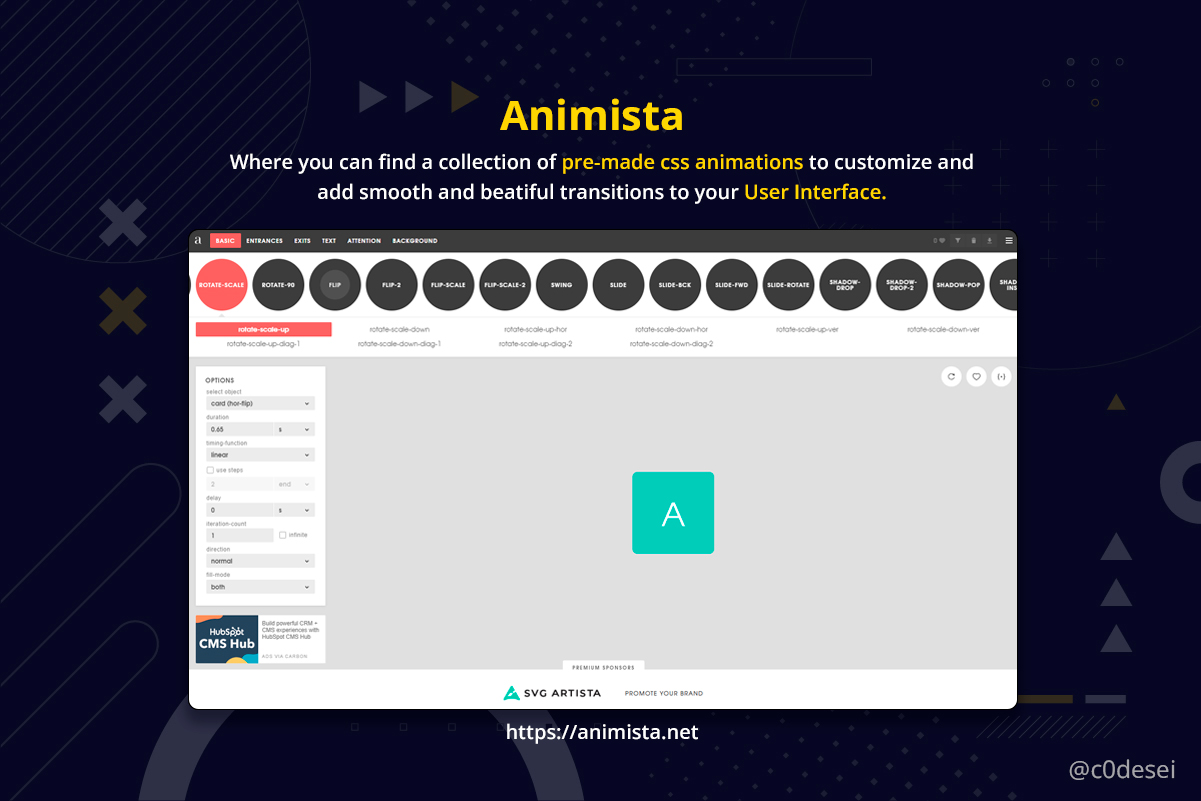 Animista
Where you can find a collection of pre-made css animations to customize and
add smooth and beatiful transitions to your User Interface.
a BASIC ENTRANCES EXITS TEXT ATTENTION BACKGROUND 0
ROTATE-SCALE ROTATE-90 FLIP FLIP-2 FLIP-SCALE FLIP-SCALE-2 SWING SLIDE SLIDE-BCK SLIDE-FWD SLIDE-ROTATE SHADOW-DROP SHADOW-DROP-2 SHADOW-POP SHAD
INS
rotate-scale-up rotate-scale-down rotate-scale-up-hor rotate-scale-down-hor rotate-scale-up-ver rotate-scale-down-ver
rotate-scale-up-diag-1 rotate-scale-down-diag-1 rotate-scale-up-diag-2 rotate-scale-down-diag-2
OPTIONS
select object
card (hor-flip)
duration
0.65 s
timing-function
linear
use steps
2 end
delay
0 s
iteration-count
1 infinite
direction
normal
fill-mode
both
A
HubSpot
CMS Hub
Build powerful CRM +
CMS experiences with
HubSpot CMS Hub
ADS VIA CARBON
PREMIUM SPONSORS
SVG ARTISTA PROMOTE YOUR BRAND
https://animista.net
@c0desei